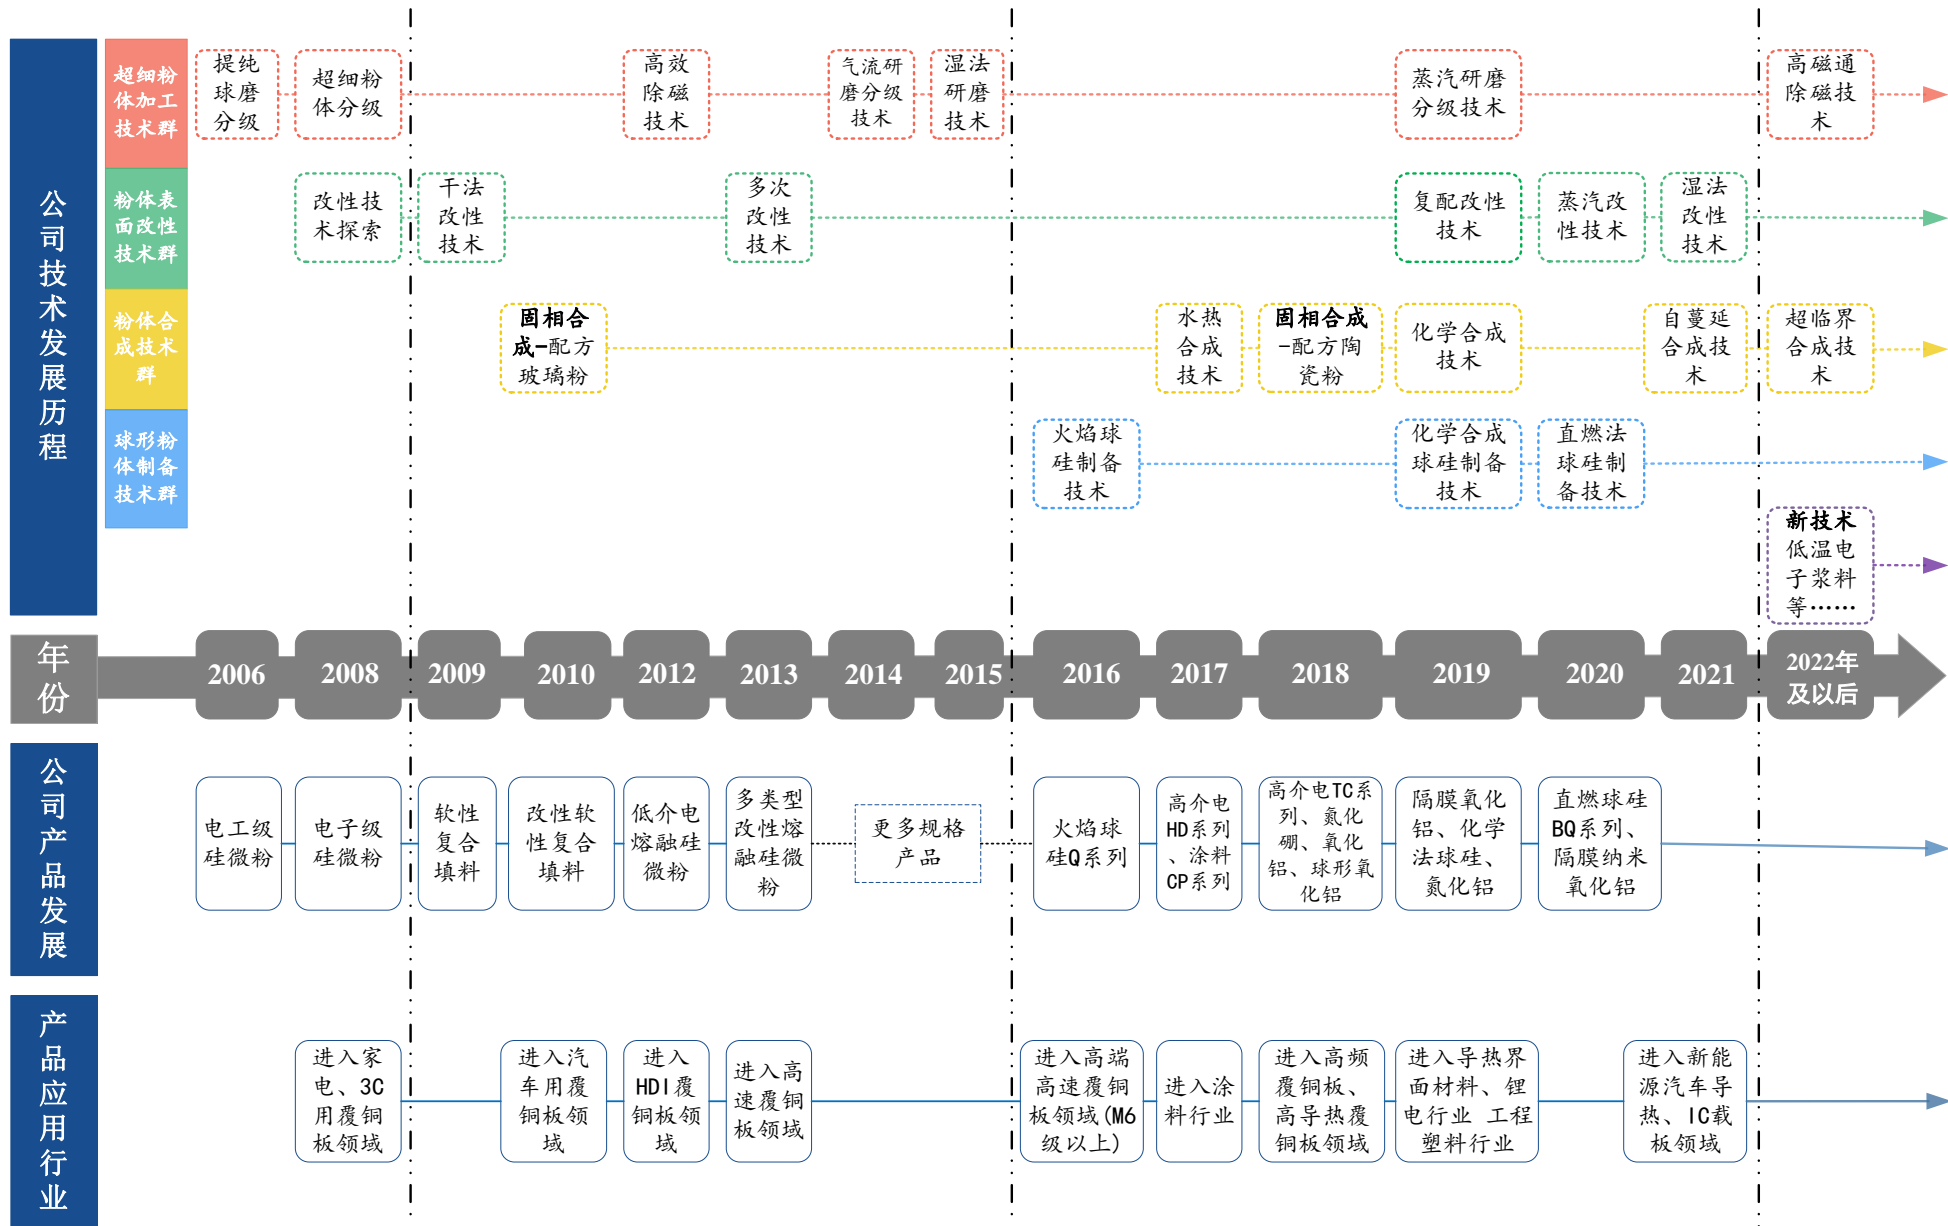 公
司
技
术
发
展
历
程
超细粉
体加工
技术群
提纯
球磨
分级
超细粉
体分级
高效
除磁
技术
气流研
磨分级
技术
湿法
研磨技术
蒸汽研磨
分级技术
高磁通
除磁技
术
粉体表
面改性
技术群
改性技
术探索
干法
改性
技术
多次
改性
技术
复配改性
技术
蒸汽改
性技术
湿法
改性
技术
粉体合
成技术
群
固相合
成-配方
玻璃粉
水热
合成
技术
固相合成
-配方陶
瓷粉
化学合成
技术
自蔓延
合成技
术
超临界
合成技
术
球形粉
体制备
技术群
火焰球
硅制备
技术
化学合成
球硅制备
技术
直燃法
球硅制
备技术
新技术
低温电
子浆料
等……
年
份
2006
2008
2009
2010
2012
2013
2014
2015
2016
2017
2018
2019
2020
2021
2022年
及以后
公
司
产
品
发
展
电工级
硅微粉
电子级
硅微粉
软性
复合
填料
改性软
性复合
填料
低介电
熔融硅
微粉
多类型
改性熔
融硅微
粉
更多规格
产品
火焰球
硅Q系列
高介电
HD系列
、涂料
CP系列
高介电TC系
列、氮化
硼、氧化
铝、球形氧
化铝
隔膜氧化
铝、化学
法球硅、
氮化铝
直燃球硅
BQ系列、
隔膜纳米
氧化铝
产
品
应
用
行
业
进入家
电、3C
用覆铜
板领域
进入汽
车用覆
铜板领
域
进入
HDI覆
铜板领
域
进入高
速覆铜
板领域
进入高端
高速覆铜
板领域(M6
级以上)
进入涂
料行业
进入高频
覆铜板、
高导热覆
铜板领域
进入导热界
面材料、锂
电行业 工程
塑料行业
进入新能
源汽车导
热、IC载
板领域